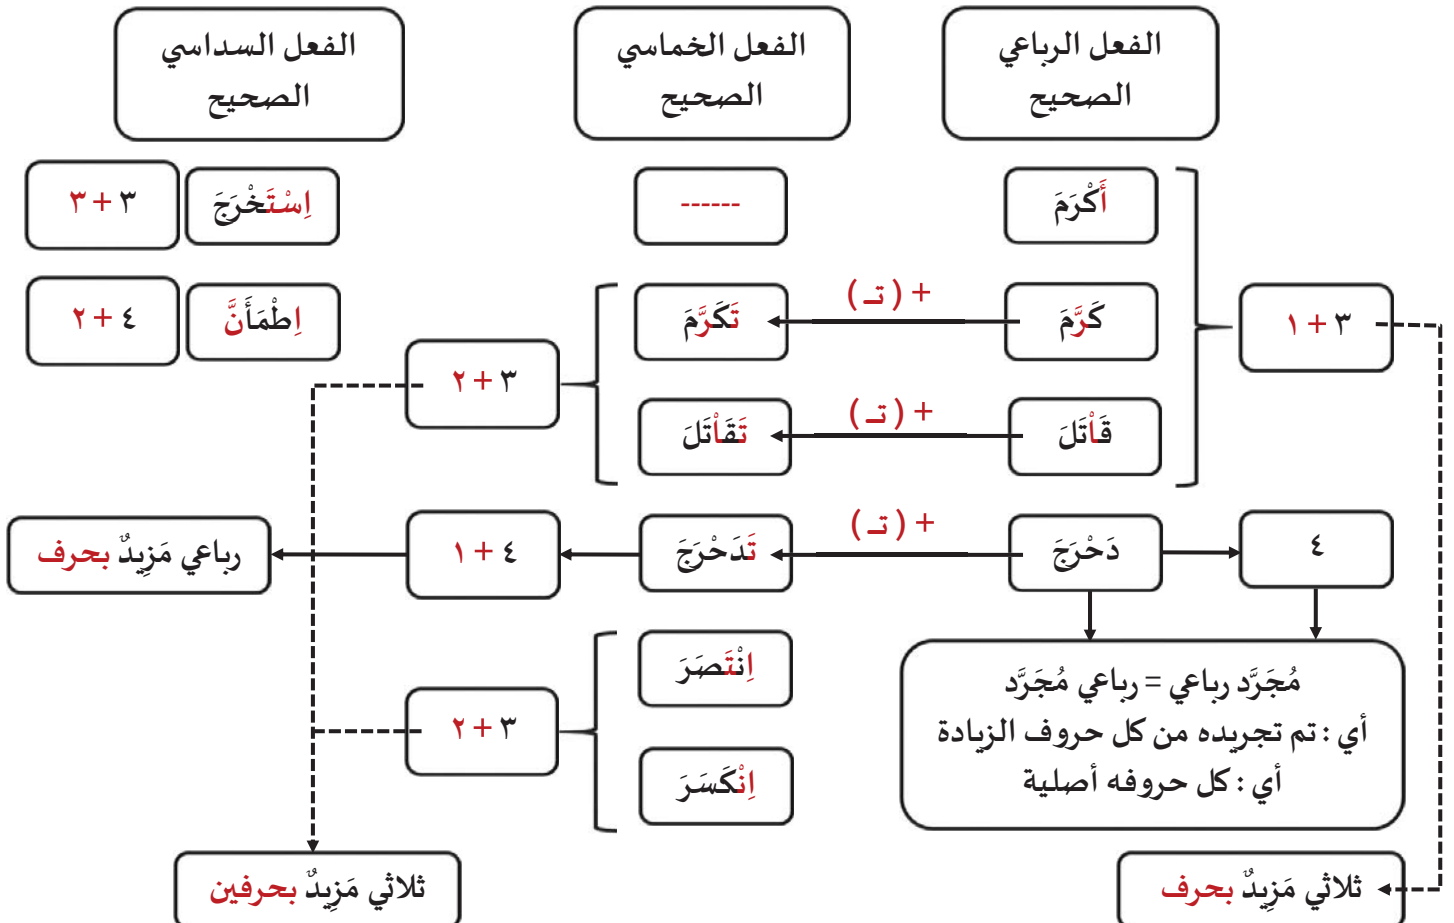 الفعل الرباعي
الصحيح
الفعل الخماسي
الصحيح
الفعل السداسي
الصحيح
أَكْرَمَ
------
اِسْتَخْرَجَ
٣ + ٣
٣ + ١
كَرَّمَ
+ ( تـ )
تَكَرَّمَ
اِطْمَأَنَّ
٤ + ٢
٣ + ٢
قَاْتَلَ
+ ( تـ )
تَقَاْتَلَ
٤
دَحْرَجَ
+ ( تـ )
تَدَحْرَجَ
٤ + ١
رباعي مَزِيدٌ بحرف
اِنْتَصَرَ
اِنْكَسَرَ
٣ + ٢
مُجَرَّد رباعي = رباعي مُجَرَّد
أي : تم تجريده من كل حروف الزيادة
أي : كل حروفه أصلية
ثلاثي مَزِيدٌ بحرف
ثلاثي مَزِيدٌ بحرفين